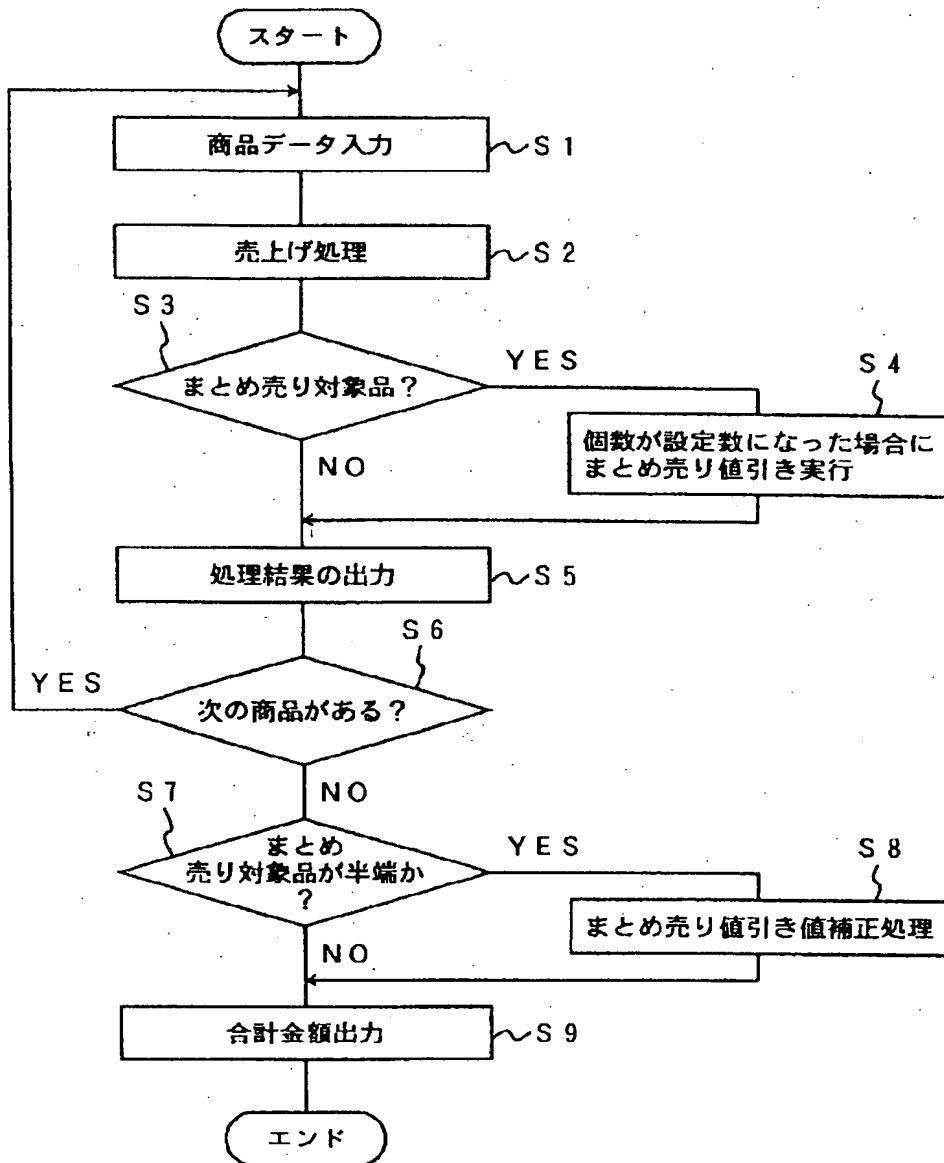 スタート
商品データ入力
S1
売上げ処理
S2
S3
まとめ売り対象品?
YES
S4
個数が設定数になった場合に
まとめ売り値引き実行
NO
処理結果の出力
S5
S6
YES
次の商品がある?
NO
S7
まとめ
売り対象品が半端か
?
YES
S8
まとめ売り値引き値補正処理
NO
合計金額出力
S9
エンド